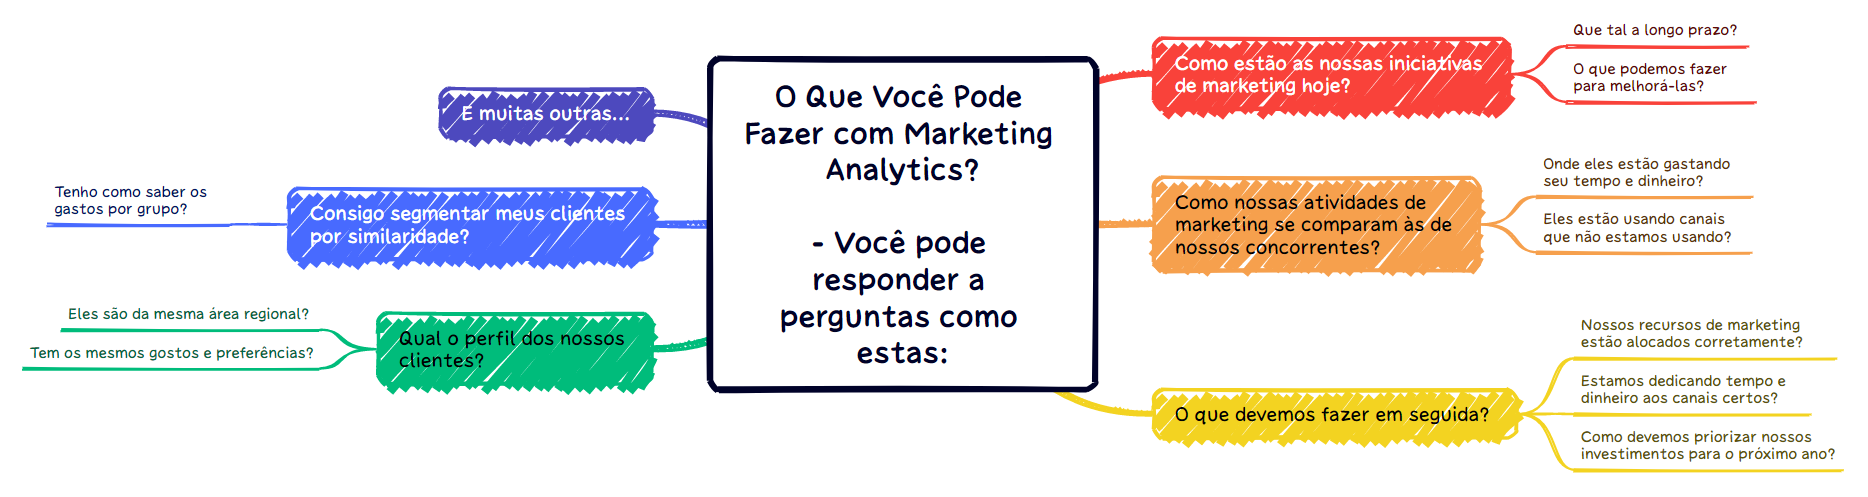 O Que Você Pode
Fazer com Marketing
Analytics?
- Você pode
responder a
perguntas como
estas:
Como estão as nossas iniciativas
de marketing hoje?
Que tal a longo prazo?
O que podemos fazer
para melhorá-las?
Como nossas atividades de
marketing se comparam às de
nossos concorrentes?
Onde eles estão gastando
seu tempo e dinheiro?
Eles estão usando canais
que não estamos usando?
O que devemos fazer em seguida?
Nossos recursos de marketing
estão alocados corretamente?
Estamos dedicando tempo e
dinheiro aos canais certos?
Como devemos priorizar nossos
investimentos para o próximo ano?
Qual o perfil dos nossos
clientes?
Eles são da mesma área regional?
Tem os mesmos gostos e preferências?
Consigo segmentar meus clientes
por similaridade?
Tenho como saber os
gastos por grupo?
E muitas outras...